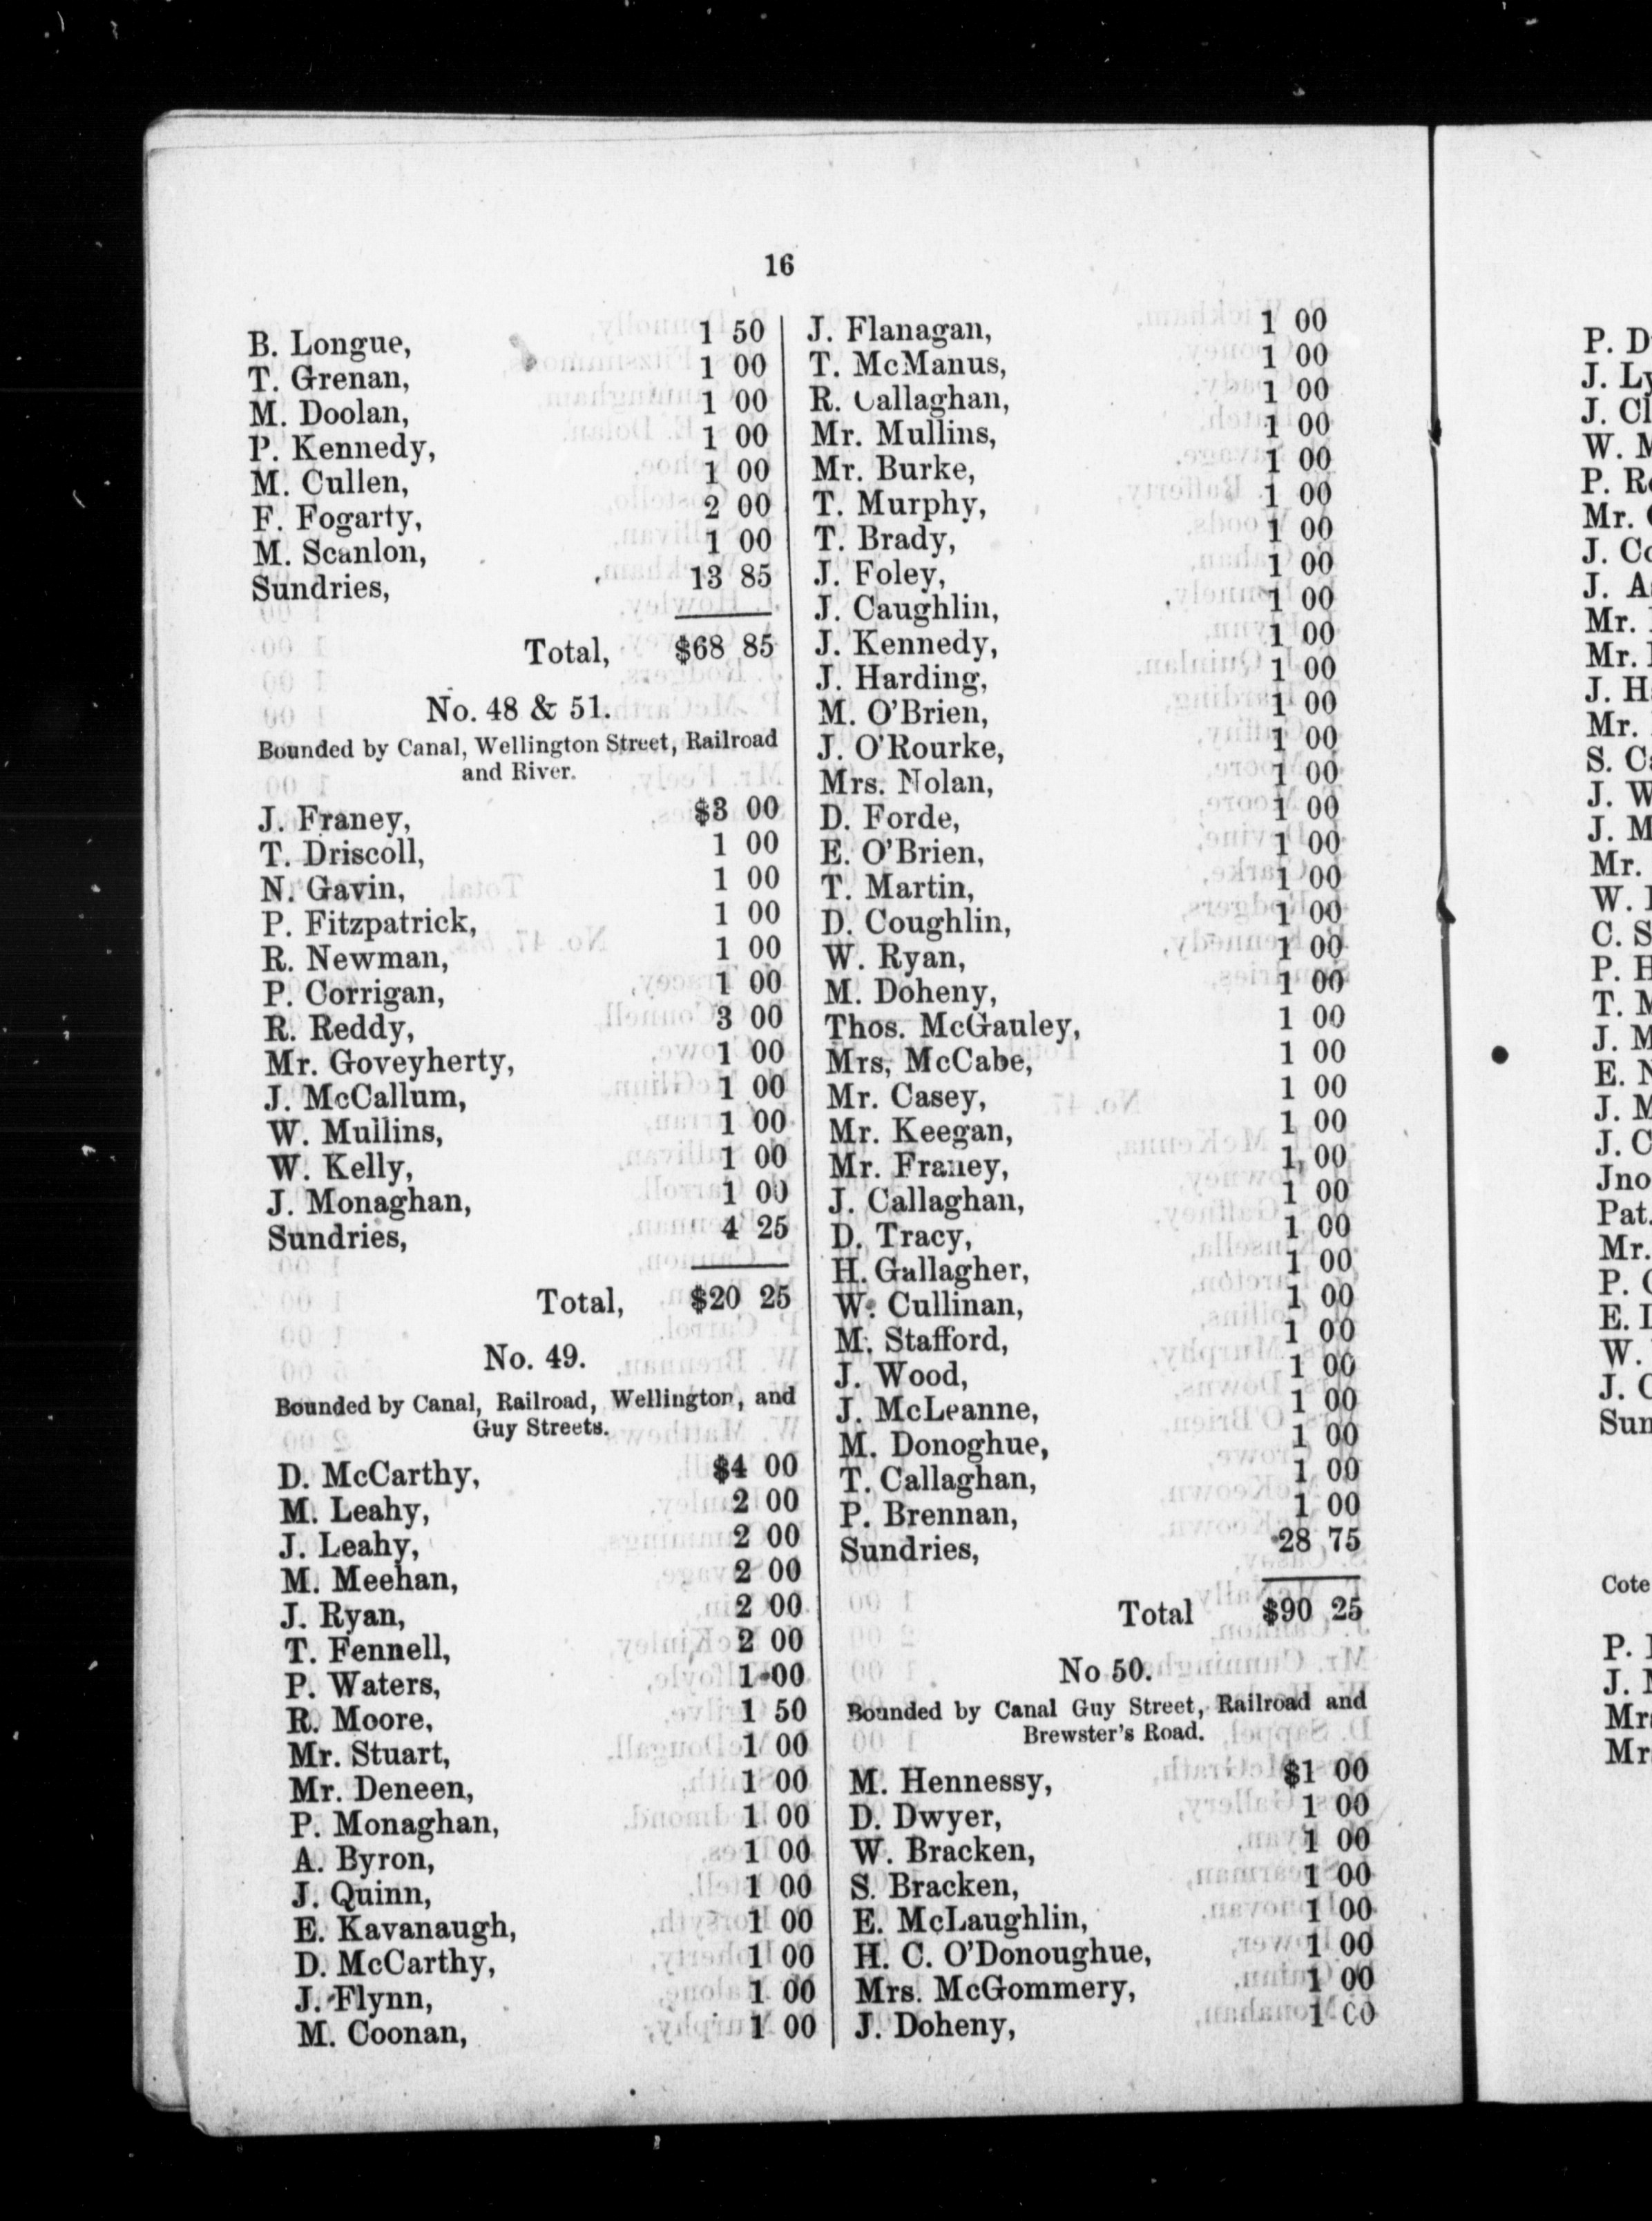 16
B. Longue, 1 50
T. Grenan, 1 00
M. Doolan, 1 00
P. Kennedy, 1 00
M. Cullen, 1 00
F. Fogarty, 2 00
M. Scanlon, 1 00
Sundries, 13 85
Total, $68 85
No. 48 & 51.
Bounded by Canal, Wellington Street, Railroad
and River.
J. Franey, $3 00
T. Driscoll, 1 00
N. Gavin, 1 00
P. Fitzpatrick, 1 00
R. Newman, 1 00
P. Corrigan, 1 00
R. Reddy, 3 00
Mr. Goveyherty, 1 00
J. McCallum, 1 00
W. Mullins, 1 00
W. Kelly, 1 00
J. Monaghan, 1 00
Sundries, 4 25
Total, $20 25
No. 49.
Bounded by Canal, Railroad, Wellington, and
Guy Streets.
D. McCarthy, $4 00
M. Leahy, 2 00
J. Leahy, 2 00
M. Meehan, 2 00
J. Ryan, 2 00
T. Fennell, 2 00
P. Waters, 1 00
R. Moore, 1 50
Mr. Stuart, 1 00
Mr. Deneen, 1 00
P. Monaghan, 1 00
A. Byron, 1 00
J. Quinn, 1 00
E. Kavanaugh, 1 00
D. McCarthy, 1 00
J. Flynn, 1 00
M. Coonan, 1 00
J. Flanagan, 1 00
T. McManus, 1 00
R. Callaghan, 1 00
Mr. Mullins, 1 00
Mr. Burke, 1 00
T. Murphy, 1 00
T. Brady, 1 00
J. Foley, 1 00
J. Caughlin, 1 00
J. Kennedy, 1 00
J. Harding, 1 00
M. O'Brien, 1 00
J. O'Rourke, 1 00
Mrs. Nolan, 1 00
D. Forde, 1 00
E. O'Brien, 1 00
T. Martin, 1 00
D. Coughlin, 1 00
W. Ryan, 1 00
M. Doheny, 1 00
Thos. McGauley, 1 00
Mrs, McCabe, 1 00
Mr. Casey, 1 00
Mr. Keegan, 1 00
Mr. Franey, 1 00
J. Callaghan, 1 00
D. Tracy, 1 00
H. Gallagher, 1 00
W. Cullinan, 1 00
M. Stafford, 1 00
J. Wood, 1 00
J. McLeanne, 1 00
M. Donoghue, 1 00
T. Callaghan, 1 00
P. Brennan, 1 00
Sundries, 28 75
Total $90 25
No 50.
Bounded by Canal Guy Street, Railroad and
Brewster's Road.
M. Hennessy, $1 00
D. Dwyer, 1 00
W. Bracken, 1 00
S. Bracken, 1 00
E. McLaughlin, 1 00
H. C. O'Donoughue, 1 00
Mrs. McGommery, 1 00
J. Doheny, 1 00
P.
J.
J.
W.
P.
Mr.
J.
J.
Mr.
Mr.
J.
Mr.
S.
J.
J.
Mr.
W.
C.
P.
T.
J.
E.
J.
J.
Jno
Pat.
Mr.
P.
E.
W.
J.
Cote
P.
J.